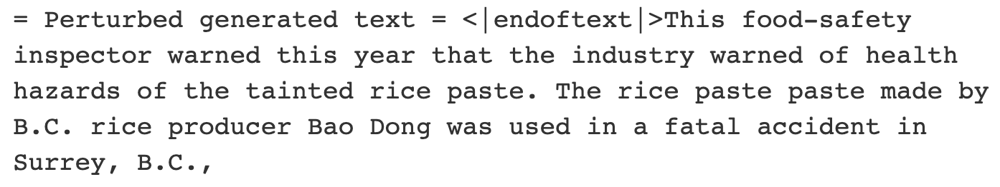 = Perturbed generated text = <|endoftext|>This food-safety
inspector warned this year that the industry warned of health
hazards of the tainted rice paste. The rice paste paste made by
B.C. rice producer Bao Dong was used in a fatal accident in
Surrey, B.C.,